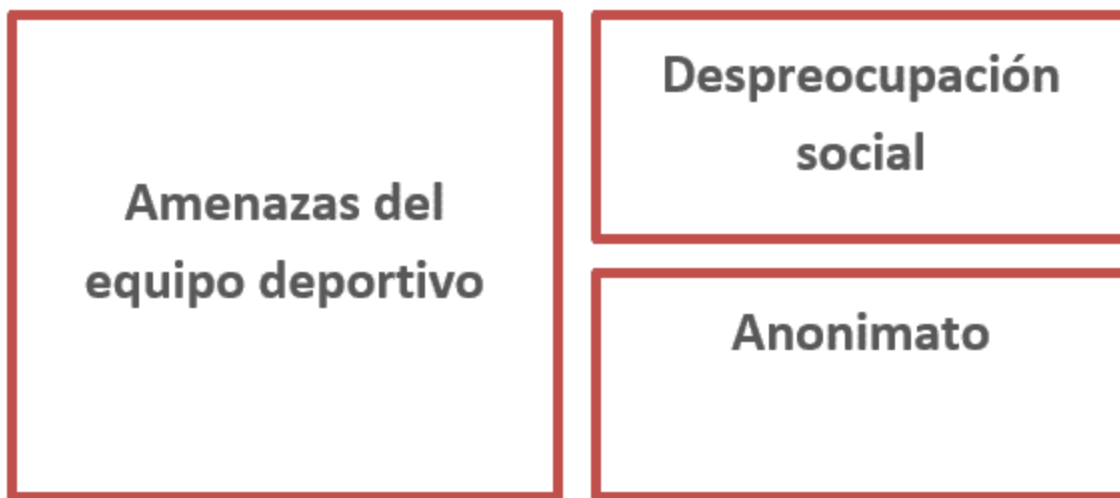 Amenazas del
equipo deportivo
Despreocupación
social
Anonimato